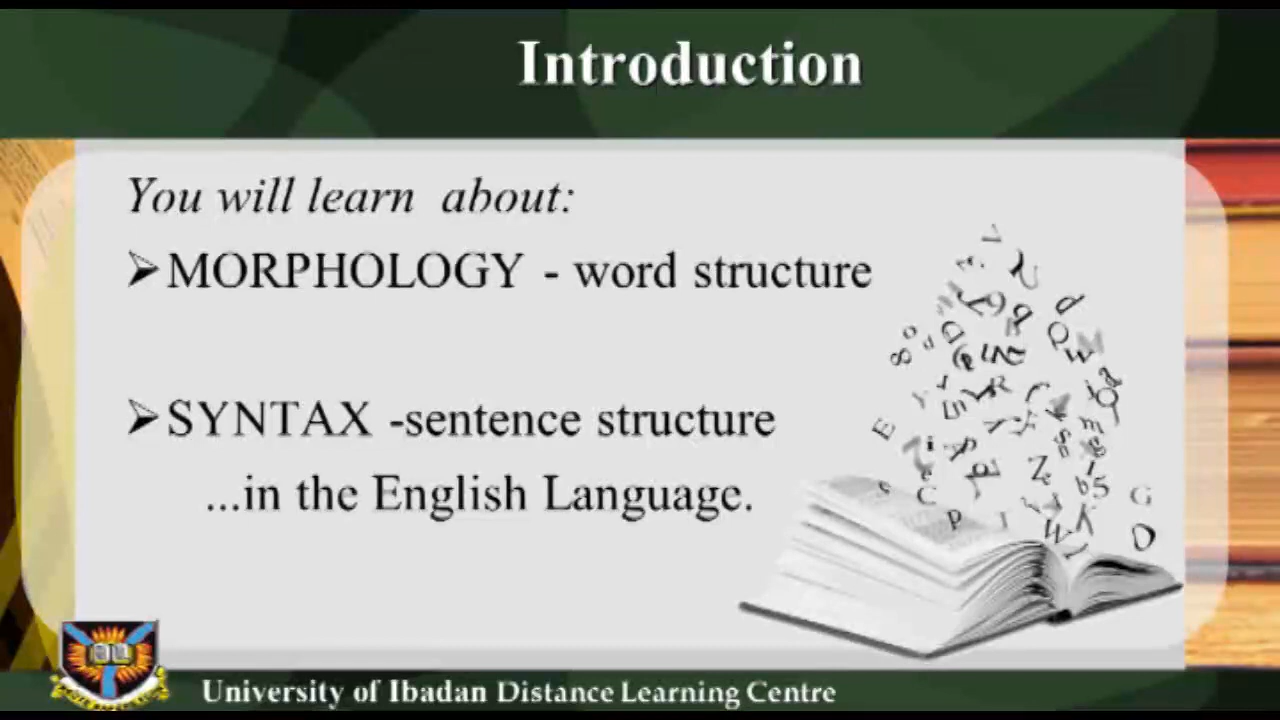 Introduction
You will learn about:
➢MORPHOLOGY - word structure
➢SYNTAX -sentence structure
...in the English Language.
University of Ibadan Distance Learning Centre